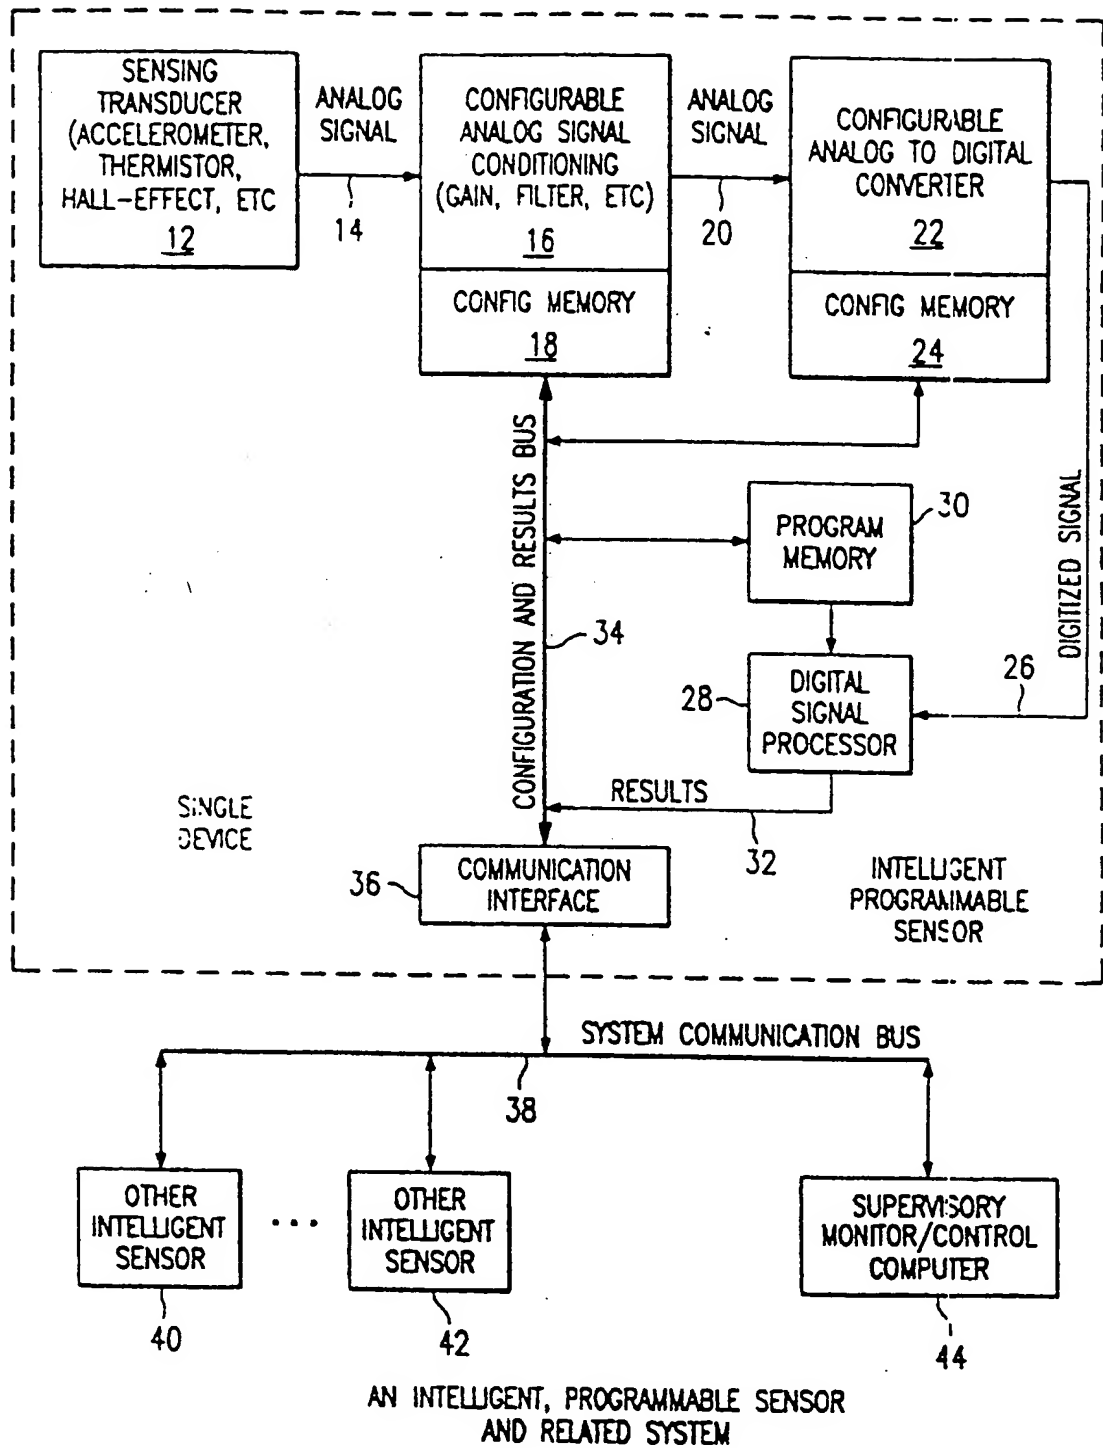 SENSING
TRANSDUCER
(ACCELEROMETER,
THERMISTOR,
HALL-EFFECT, ETC
12
ANALOG
SIGNAL
14
CONFIGURABLE
ANALOG SIGNAL
CONDITIONING
(GAIN, FILTER, ETC)
16
CONFIG MEMORY
18
ANALOG
SIGNAL
20
CONFIGURABLE
ANALOG TO DIGITAL
CONVERTER
22
CONFIG MEMORY
24
CONFIGURATION AND RESULTS BUS
34
PROGRAM
MEMORY
30
DIGITIZED SIGNAL
26
28
DIGITAL
SIGNAL
PROCESSOR
RESULTS
32
SINGLE
DEVICE
36
COMMUNICATION
INTERFACE
INTELLIGENT
PROGRAMMABLE
SENSOR
SYSTEM COMMUNICATION BUS
38
OTHER
INTELLIGENT
SENSOR
40
...
OTHER
INTELLIGENT
SENSOR
42
SUPERVISORY
MONITOR/CONTROL
COMPUTER
44
AN INTELLIGENT, PROGRAMMABLE SENSOR
AND RELATED SYSTEM